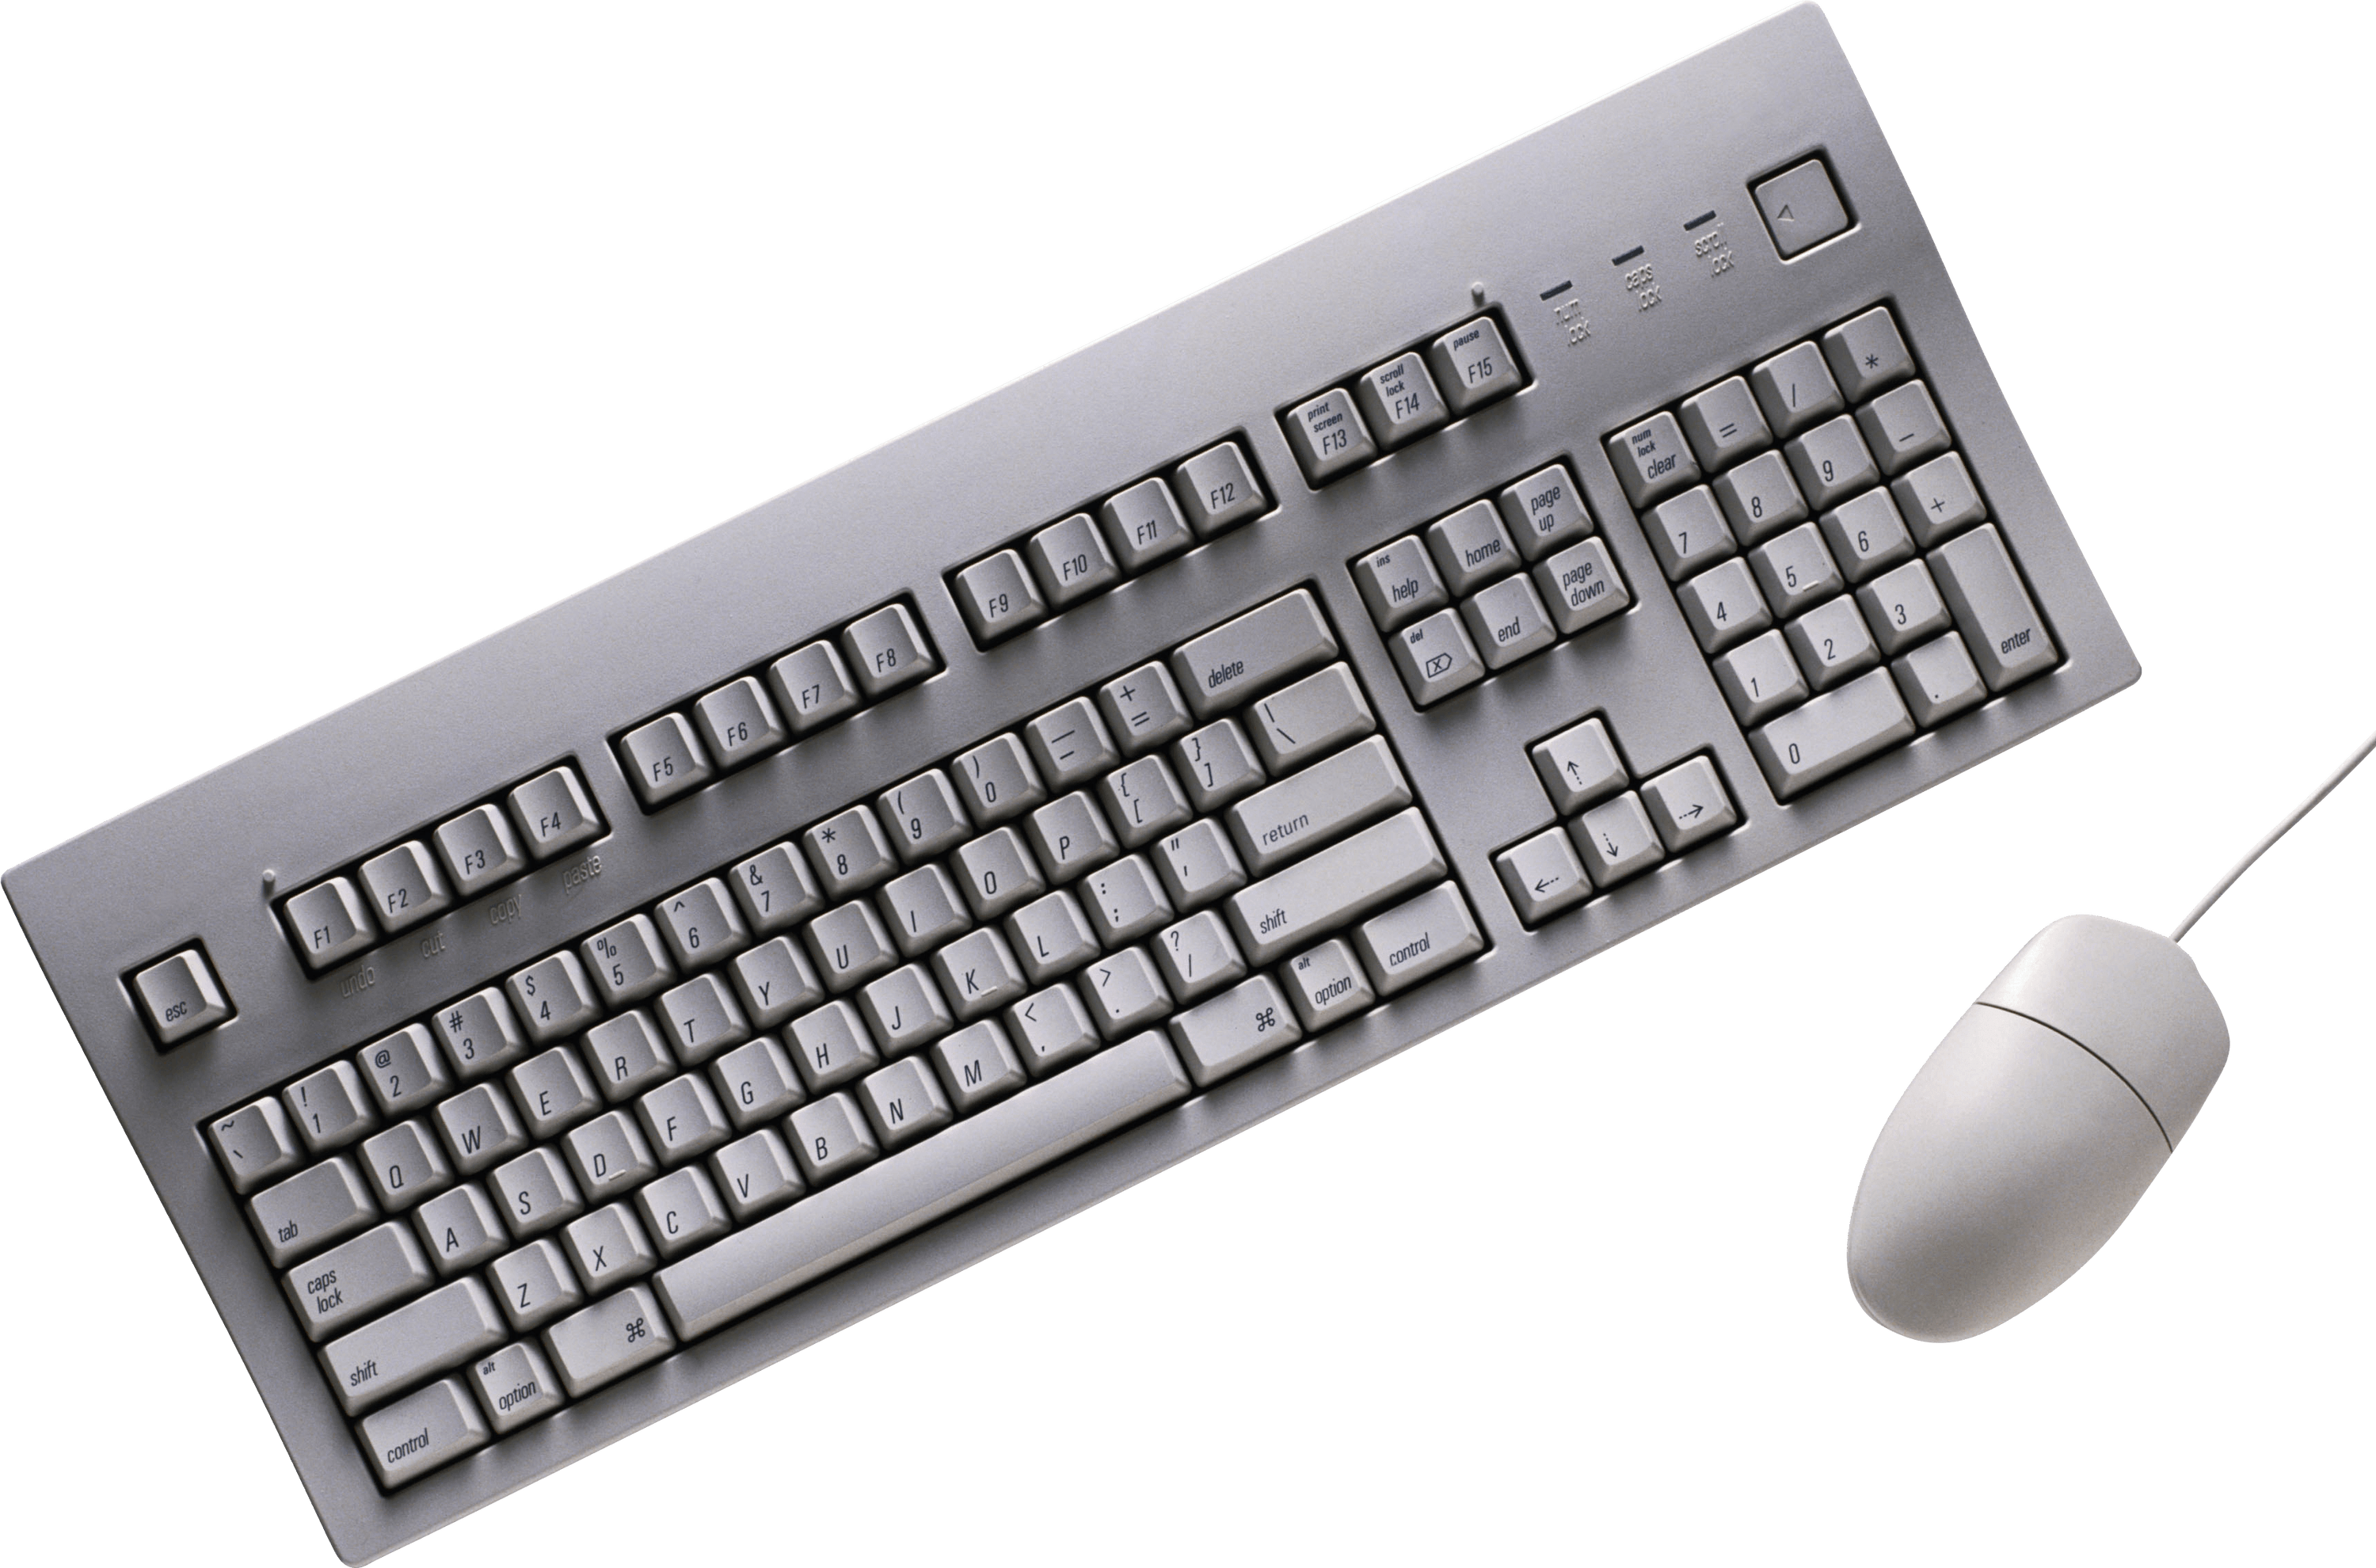 esc
F1
F2
F3
F4
F5
F6
F7
F8
F9
F10
F11
F12
print
screen
F13
scroll
lock
F14
pause
F15
num
lock
caps
lock
scroll
lock
undo
cut
copy
paste
~
`
!
1
@
2
#
3
$
4
%
5
^
6
&
7
*
8
(
9
)
0
—
–
+
=
delete
ins
help
home
page
up
num
lock
clear
=
/
*
tab
Q
W
E
R
T
Y
U
I
O
P
{
[
}
]
|
\
del
⌦
end
page
down
7
8
9
–
caps
lock
A
S
D
F
G
H
J
K
L
:
;
"
'
return
4
5
6
+
shift
Z
X
C
V
B
N
M
<
,
>
.
?
/
shift
↑
1
2
3
enter
control
alt
option
⌘
⌘
alt
option
control
←
↓
→
0
.